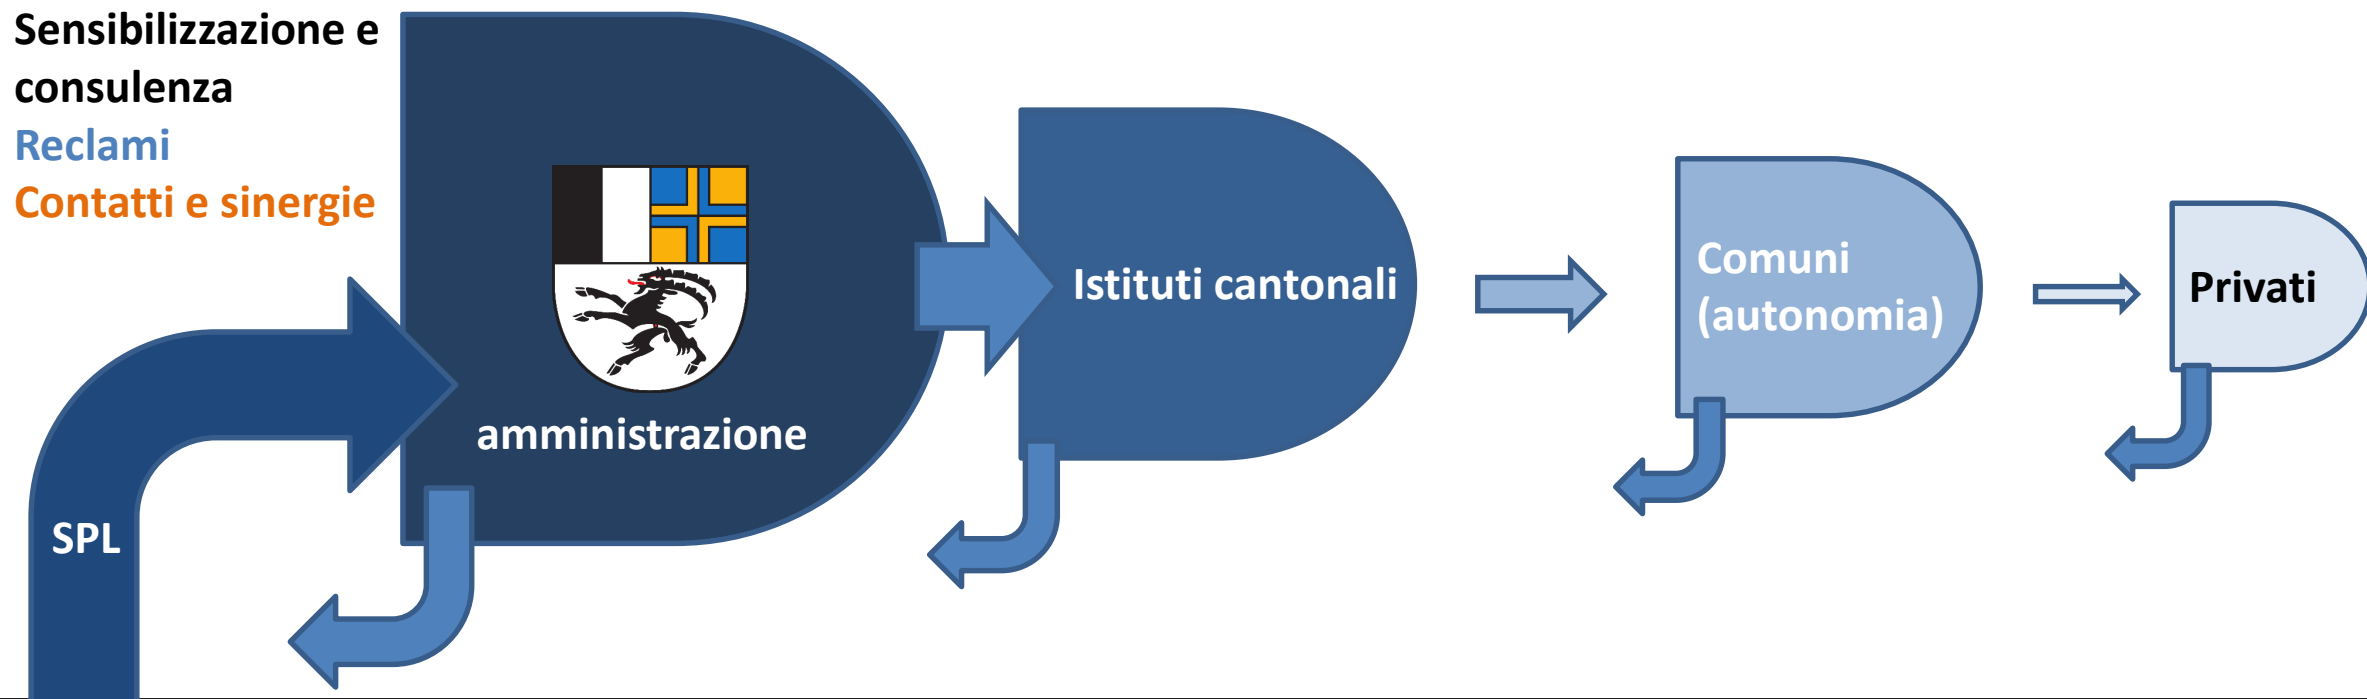 Sensibilizzazione e
consulenza
Reclami
Contatti e sinergie
SPL
amministrazione
Istituti cantonali
Comuni
(autonomia)
Privati